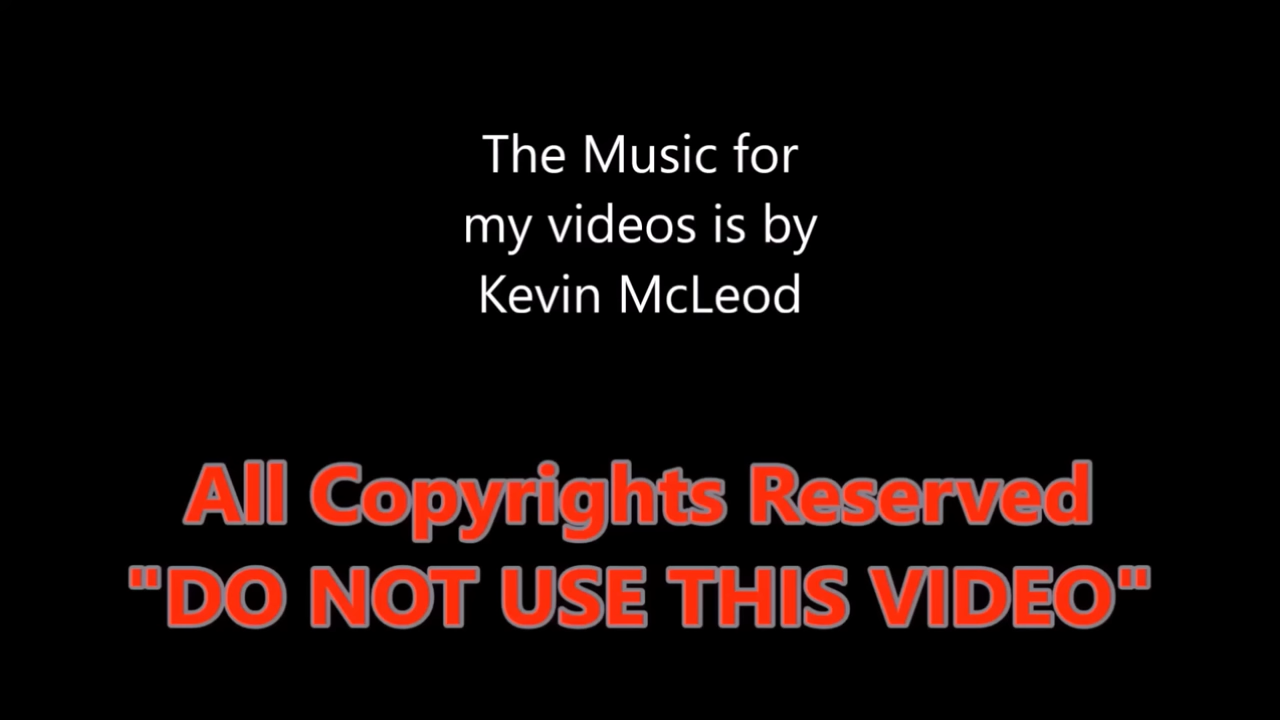 The Music for
my videos is by
Kevin McLeod
All Copyrights Reserved
"DO NOT USE THIS VIDEO"